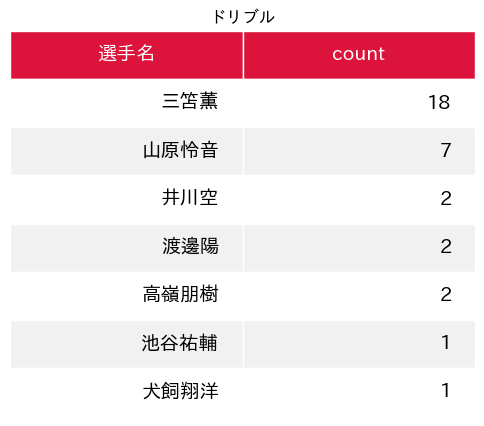 ドリブル
選手名 count
三笘薫 18
山原怜音 7
井川空 2
渡邊陽 2
高嶺朋樹 2
池谷祐輔 1
犬飼翔洋 1